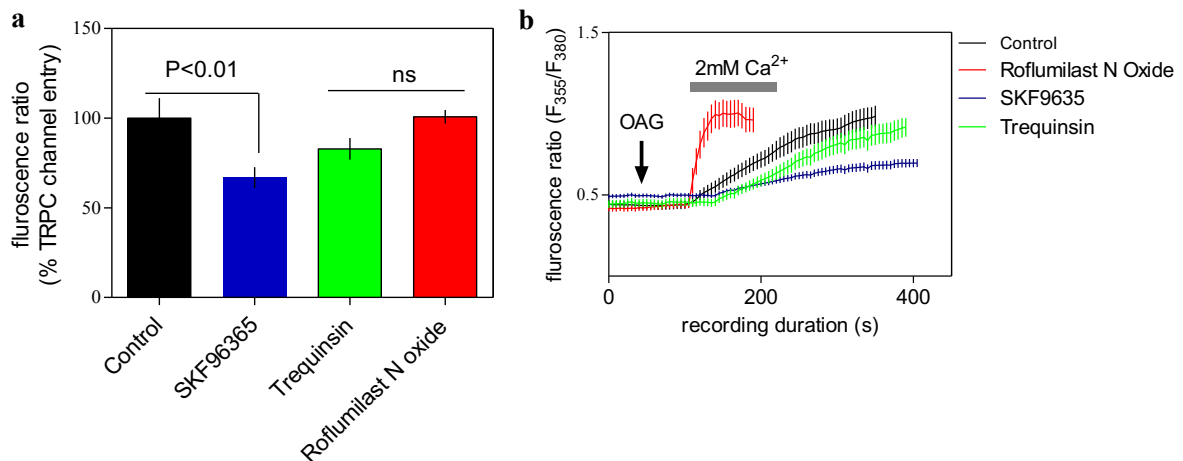 a
fluroscence ratio
(% TRPC channel entry)
150
100
50
0
P<0.01
ns
Control
SKF96365
Trequinsin
Roflumilast N oxide
b
fluroscence ratio (F355/F380)
1.5
0.5
OAG
2mM Ca2+
0
200
400
recording duration (s)
Control
Roflumilast N Oxide
SKF9635
Trequinsin